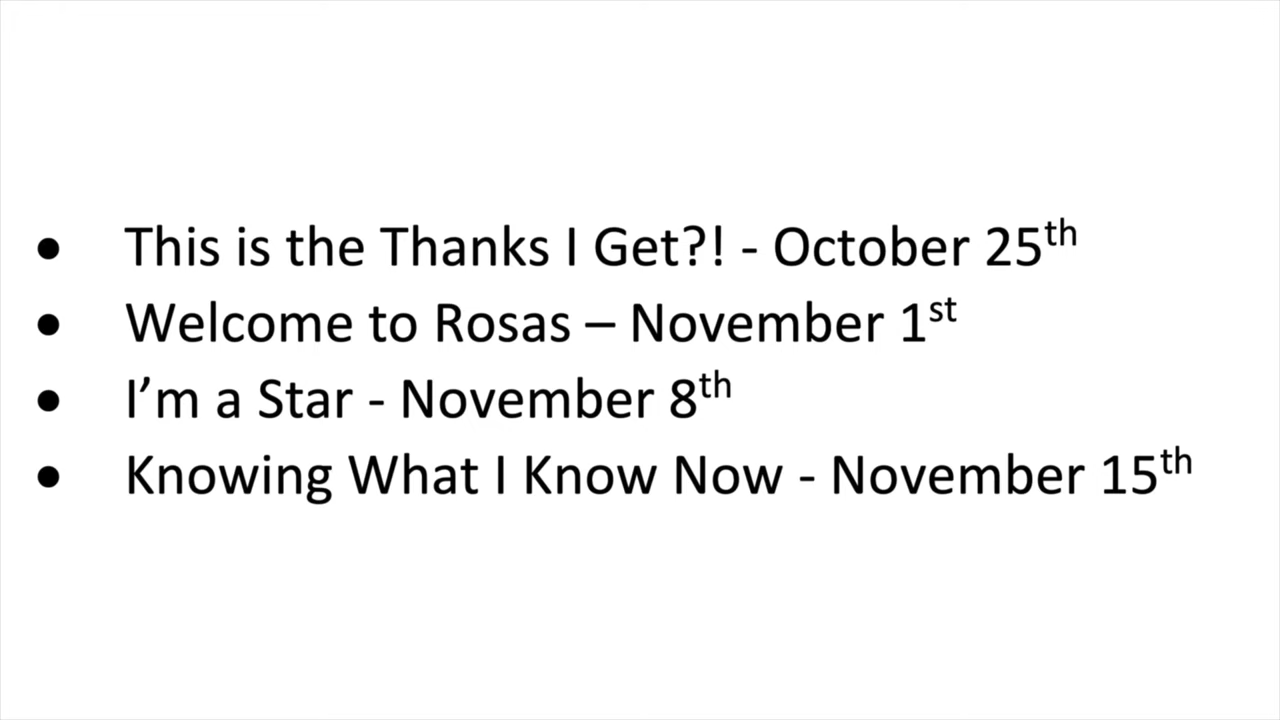 • This is the Thanks I Get?! - October 25th
• Welcome to Rosas – November 1st
• I’m a Star - November 8th
• Knowing What I Know Now - November 15th